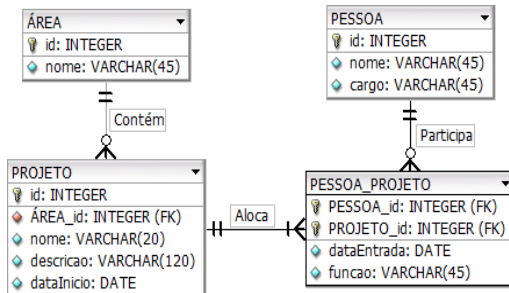 ÁREA
id: INTEGER
nome: VARCHAR(45)
PESSOA
id: INTEGER
nome: VARCHAR(45)
cargo: VARCHAR(45)
Contém
Participa
PROJETO
id: INTEGER
ÁREA_id: INTEGER (FK)
nome: VARCHAR(20)
descricao: VARCHAR(120)
dataInicio: DATE
Aloca
PESSOA_PROJETO
PESSOA_id: INTEGER (FK)
PROJETO_id: INTEGER (FK)
dataEntrada: DATE
funcao: VARCHAR(45)